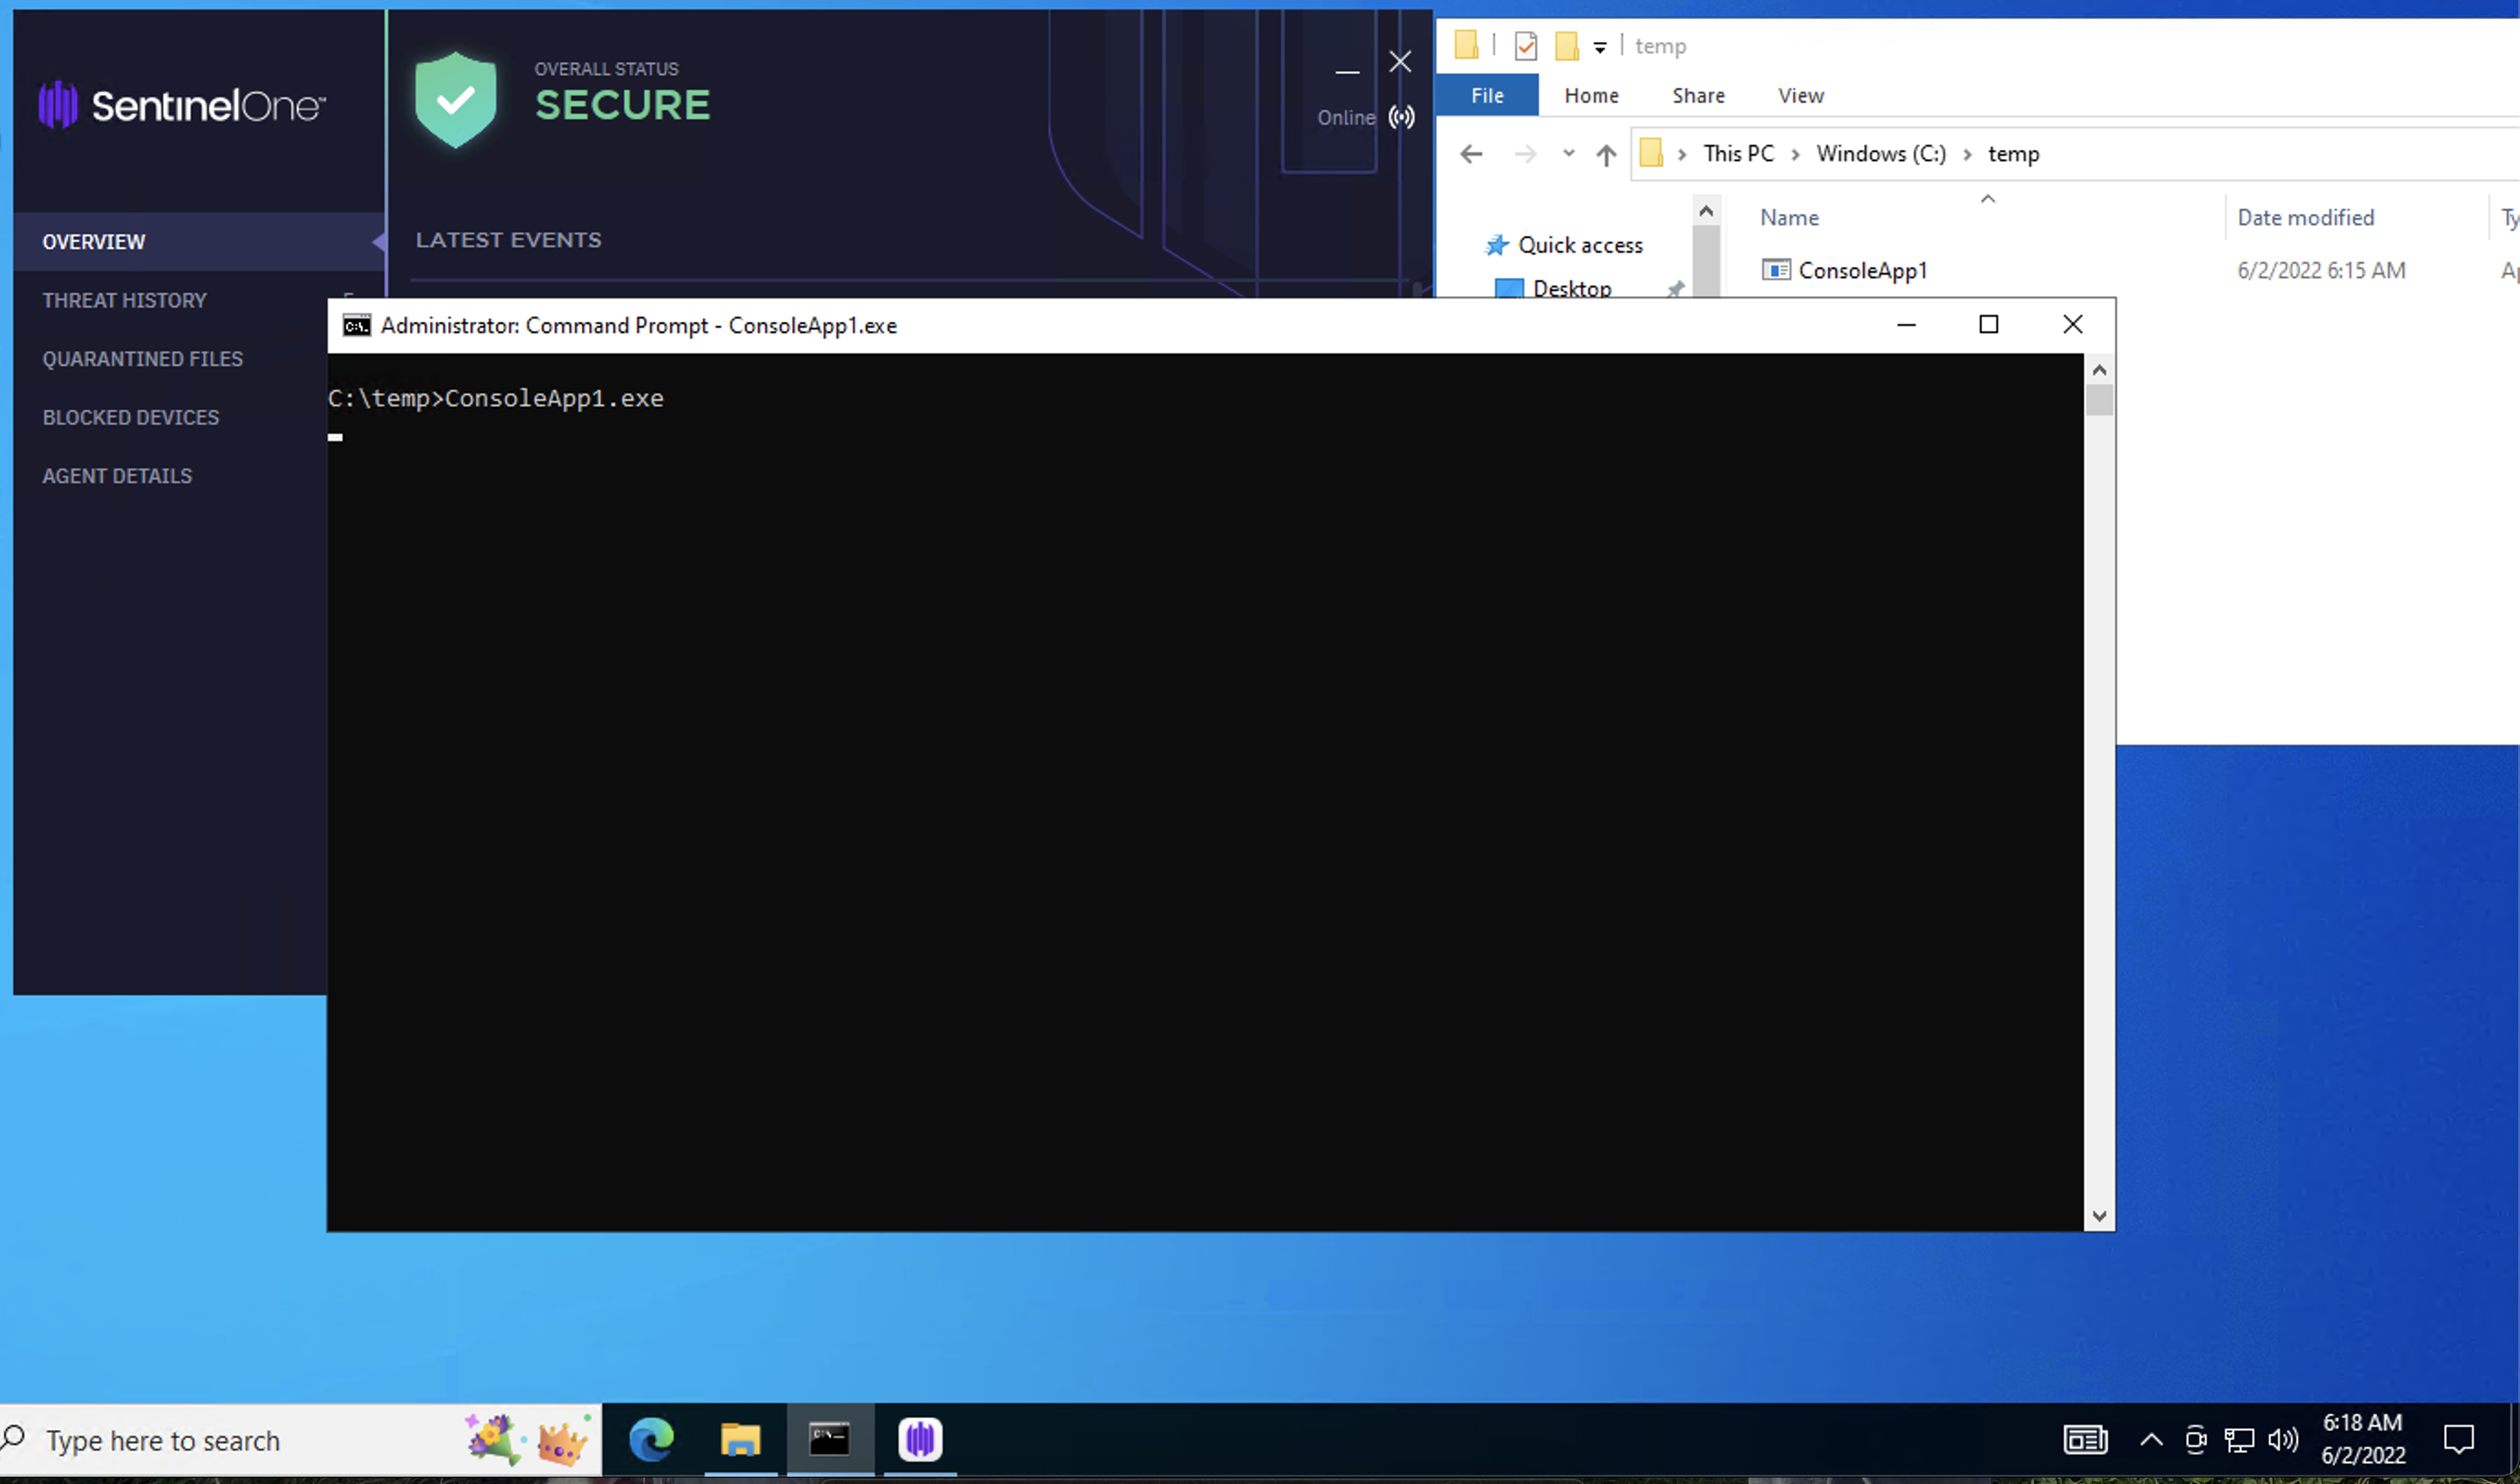 SentinelOne™
OVERALL STATUS
SECURE
Online
OVERVIEW
THREAT HISTORY
QUARANTINED FILES
BLOCKED DEVICES
AGENT DETAILS
LATEST EVENTS
temp
File Home Share View
This PC > Windows (C:) > temp
Name Date modified
Quick access
Desktop
ConsoleApp1 6/2/2022 6:15 AM
Administrator: Command Prompt - ConsoleApp1.exe
C:\temp>ConsoleApp1.exe
Type here to search
6:18 AM
6/2/2022